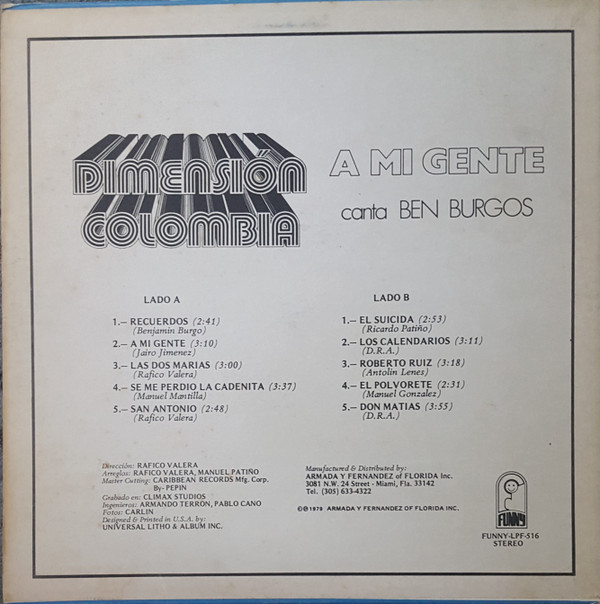 DIMENSIÓN
COLOMBIA
A MI GENTE
canta BEN BURGOS
LADO A
1.— RECUERDOS (2:41)
(Benjamin Burgo)
2.— A MI GENTE (3:10)
(Jairo Jimenez)
3.— LAS DOS MARIAS (3:00)
(Rafico Valera)
4.— SE ME PERDIO LA CADENITA (3:37)
(Manuel Mantilla)
5.— SAN ANTONIO (2:48)
(Rafico Valera)
LADO B
1.— EL SUICIDA (2:53)
(Ricardo Patiño)
2.— LOS CALENDARIOS (3:11)
(D.R.A.)
3.— ROBERTO RUIZ (3:18)
(Antolin Lenes)
4.— EL POLVORETE (2:31)
(Manuel Gonzalez)
5.— DON MATIAS (3:55)
(D.R.A.)
Dirección: RAFICO VALERA
Arreglos: RAFICO VALERA, MANUEL PATIÑO
Master Cutting: CARIBBEAN RECORDS Mfg. Corp.
By- PEPIN
Grabado en: CLIMAX STUDIOS
Ingenieros: ARMANDO TERRÓN, PABLO CANO
Fotos: CARLIN
Designed & Printed in U.S.A. by:
UNIVERSAL LITHO & ALBUM INC.
Manufactured & Distributed by:
ARMADA Y FERNANDEZ of FLORIDA Inc.
3081 N.W. 24 Street - Miami, Fla. 33142
Tel. (305) 633-4322
©℗ 1979 ARMADA Y FERNANDEZ OF FLORIDA INC.
FUNNY
FUNNY-LPF-516
STEREO